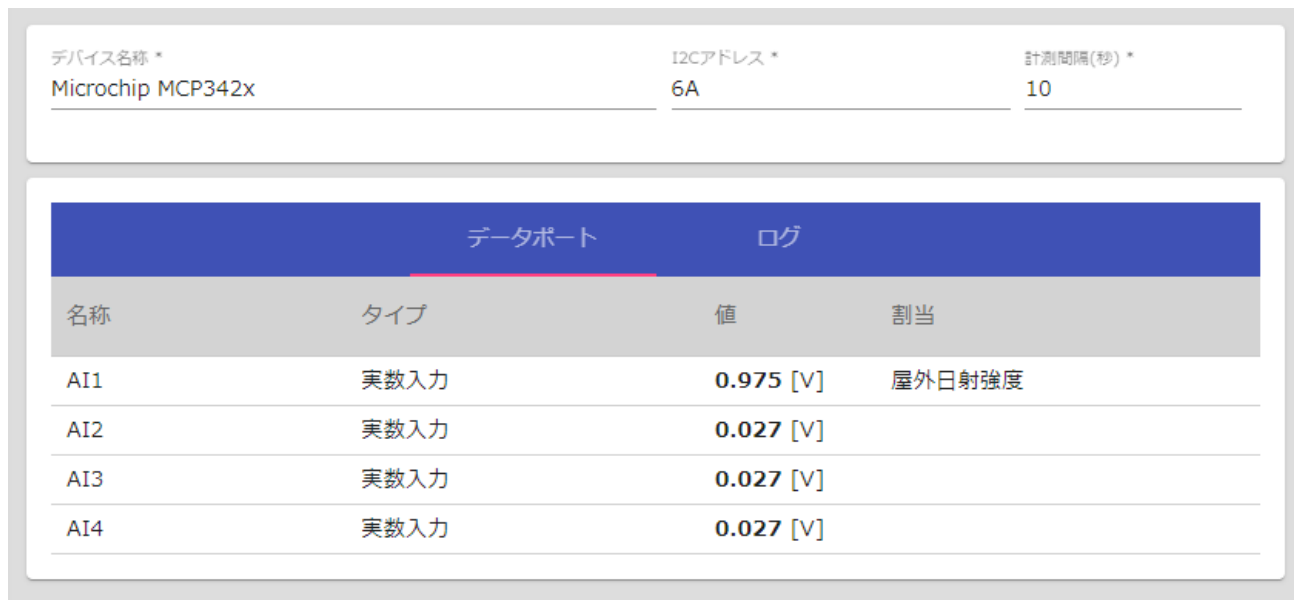 デバイス名称 * I2Cアドレス * 計測間隔(秒) *
Microchip MCP342x 6A 10
データポート ログ
名称 タイプ 値 割当
AI1 実数入力 0.975 [V] 屋外日射強度
AI2 実数入力 0.027 [V]
AI3 実数入力 0.027 [V]
AI4 実数入力 0.027 [V]